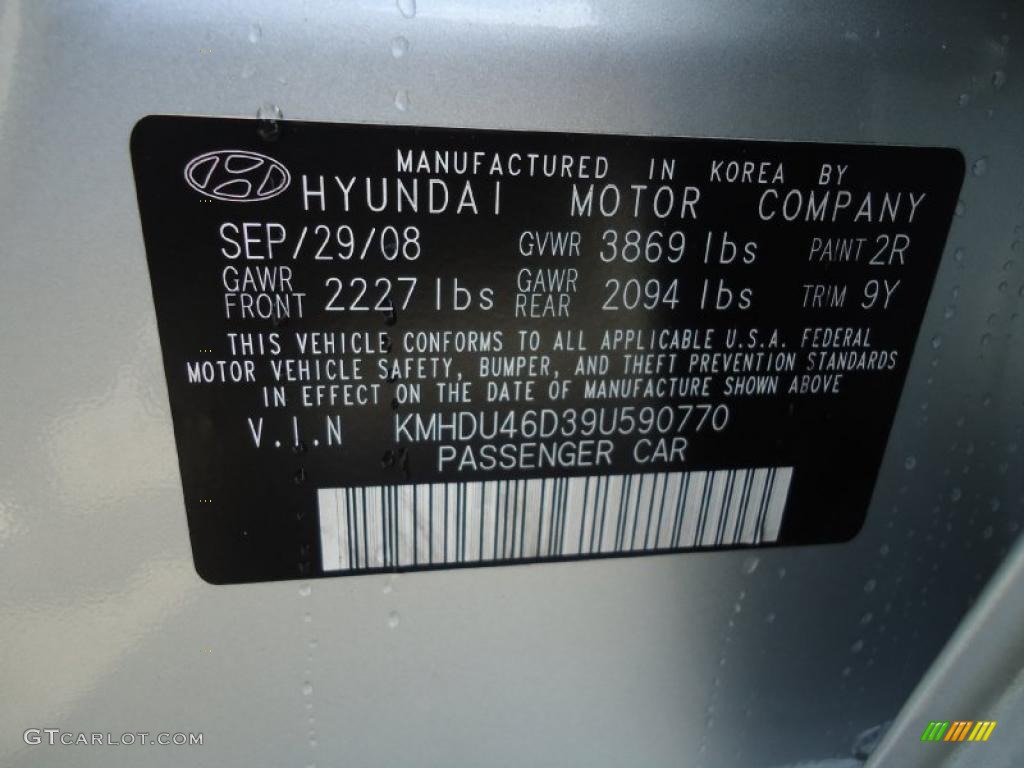 MANUFACTURED IN KOREA BY
HYUNDAI MOTOR COMPANY
SEP/29/08 GVWR 3869 lbs PAINT 2R
GAWR FRONT 2227 lbs GAWR REAR 2094 lbs TRIM 9Y
THIS VEHICLE CONFORMS TO ALL APPLICABLE U.S.A. FEDERAL
MOTOR VEHICLE SAFETY, BUMPER, AND THEFT PREVENTION STANDARDS
IN EFFECT ON THE DATE OF MANUFACTURE SHOWN ABOVE
V.I.N KMHDU46D39U590770
PASSENGER CAR
GTCARLOT.COM